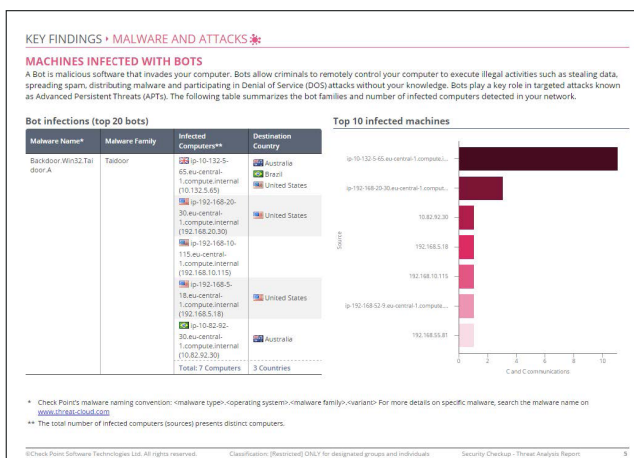 KEY FINDINGS ‣ MALWARE AND ATTACKS
MACHINES INFECTED WITH BOTS
A Bot is malicious software that invades your computer. Bots allow criminals to remotely control your computer to execute illegal activities such as stealing data,
spreading spam, distributing malware and participating in Denial of Service (DOS) attacks without your knowledge. Bots play a key role in targeted attacks known
as Advanced Persistent Threats (APTs). The following table summarizes the bot families and number of infected computers detected in your network.
Bot infections (top 20 bots)
Malware Name*
Malware Family
Infected
Computers**
Destination
Country
Backdoor.Win32.Tai
door.A
Taidoor
ip-10-132-5-
65.eu-central-
1.compute.internal
(10.132.5.65)
Australia
Brazil
United States
ip-192-168-20-
30.eu-central-
1.compute.internal
(192.168.20.30)
United States
ip-192-168-10-
115.eu-central-
1.compute.internal
(192.168.10.115)
ip-192-168-5-
18.eu-central-
1.compute.internal
(192.168.5.18)
United States
ip-10-82-92-
30.eu-central-
1.compute.internal
(10.82.92.30)
Australia
Total: 7 Computers
3 Countries
Top 10 infected machines
Source
ip-10-132-5-65.eu-central-1.compute.i...
ip-192-168-20-30.eu-central-1.comput...
10.82.92.30
192.168.5.18
192.168.10.115
ip-192-168-52-9.eu-central-1.compute....
192.168.55.81
0 2 4 6 8 10
C and C communications
* Check Point's malware naming convention: <malware type>.<operating system>.<malware family>.<variant> For more details on specific malware, search the malware name on
www.threat-cloud.com
** The total number of infected computers (sources) presents distinct computers.
©Check Point Software Technologies Ltd. All rights reserved.
Classification: [Restricted] ONLY for designated groups and individuals
Security Checkup - Threat Analysis Report
5